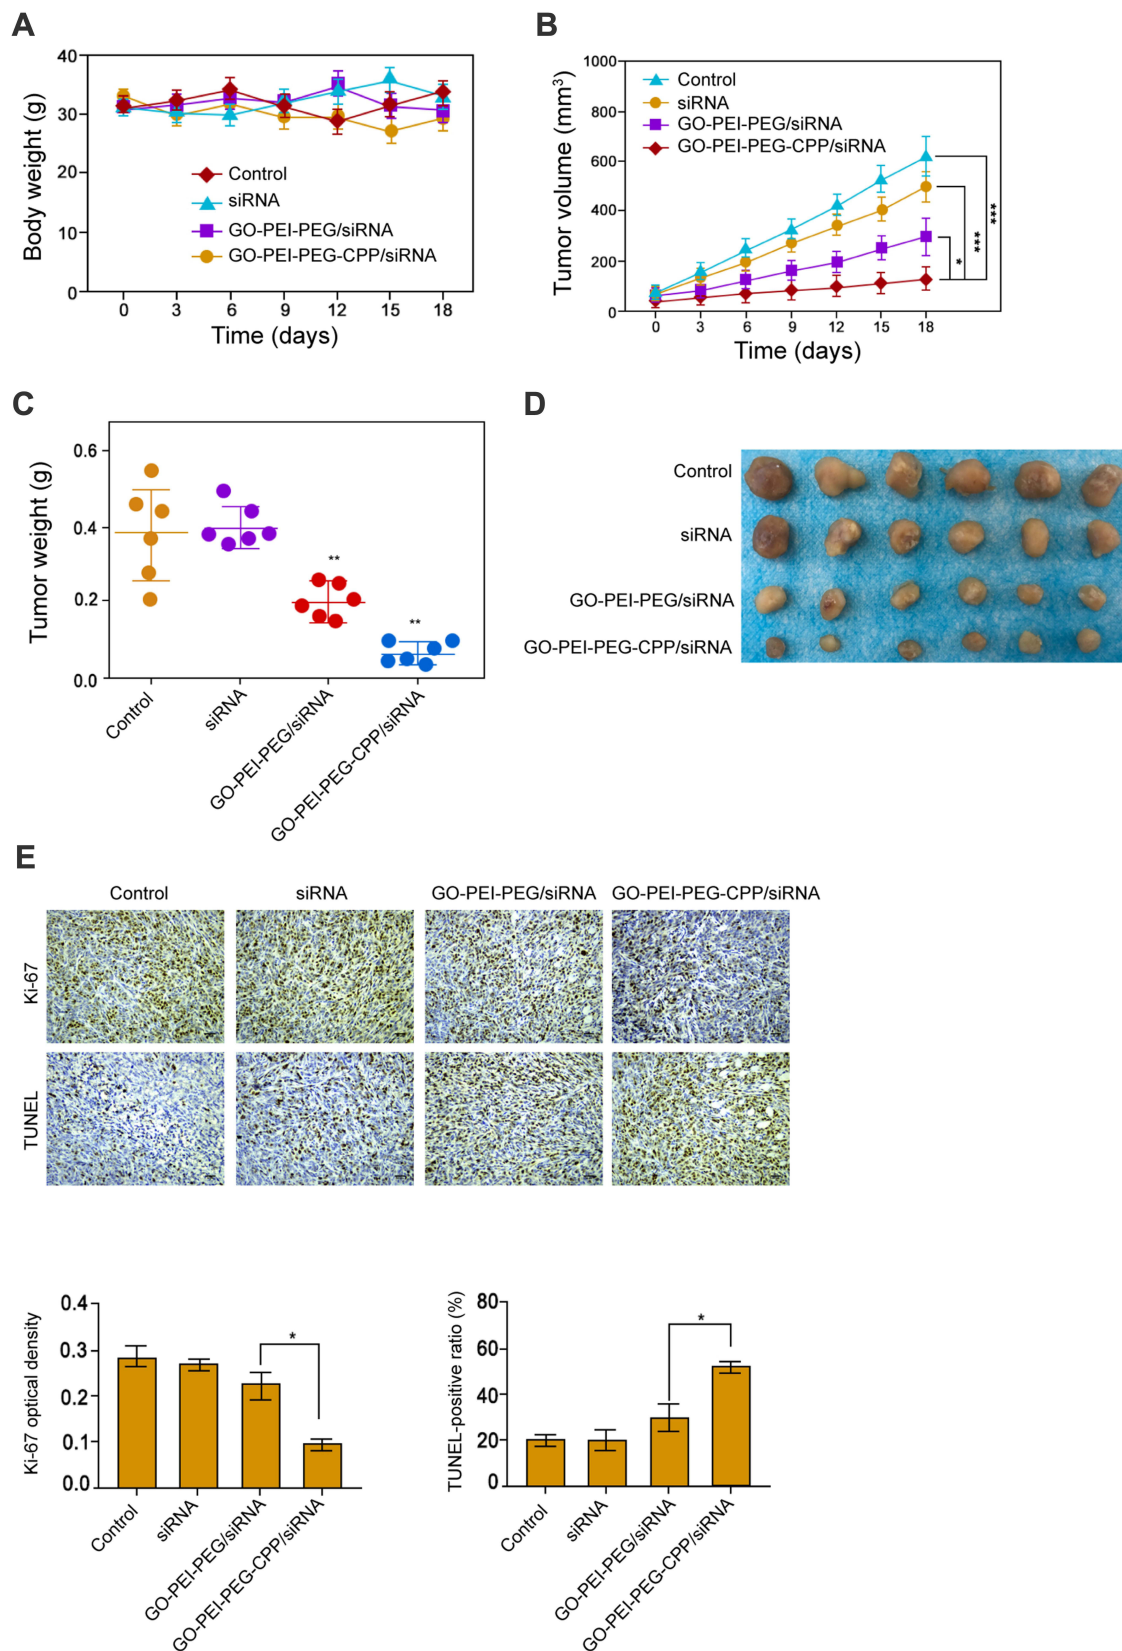 A
40
30
20
10
0
Body weight (g)
Control
siRNA
GO-PEI-PEG/siRNA
GO-PEI-PEG-CPP/siRNA
0 3 6 9 12 15 18
Time (days)
B
1000
800
600
400
200
0
Tumor volume (mm³)
Control
siRNA
GO-PEI-PEG/siRNA
GO-PEI-PEG-CPP/siRNA
*
***
***
0 3 6 9 12 15 18
Time (days)
C
0.6
0.4
0.2
0.0
Tumor weight (g)
**
**
Control
siRNA
GO-PEI-PEG/siRNA
GO-PEI-PEG-CPP/siRNA
D
Control
siRNA
GO-PEI-PEG/siRNA
GO-PEI-PEG-CPP/siRNA
E
Control siRNA GO-PEI-PEG/siRNA GO-PEI-PEG-CPP/siRNA
Ki-67
TUNEL
0.4
0.3
0.2
0.1
0.0
Ki-67 optical density
*
Control
siRNA
GO-PEI-PEG/siRNA
GO-PEI-PEG-CPP/siRNA
80
60
40
20
0
TUNEL-positive ratio (%)
*
Control
siRNA
GO-PEI-PEG/siRNA
GO-PEI-PEG-CPP/siRNA